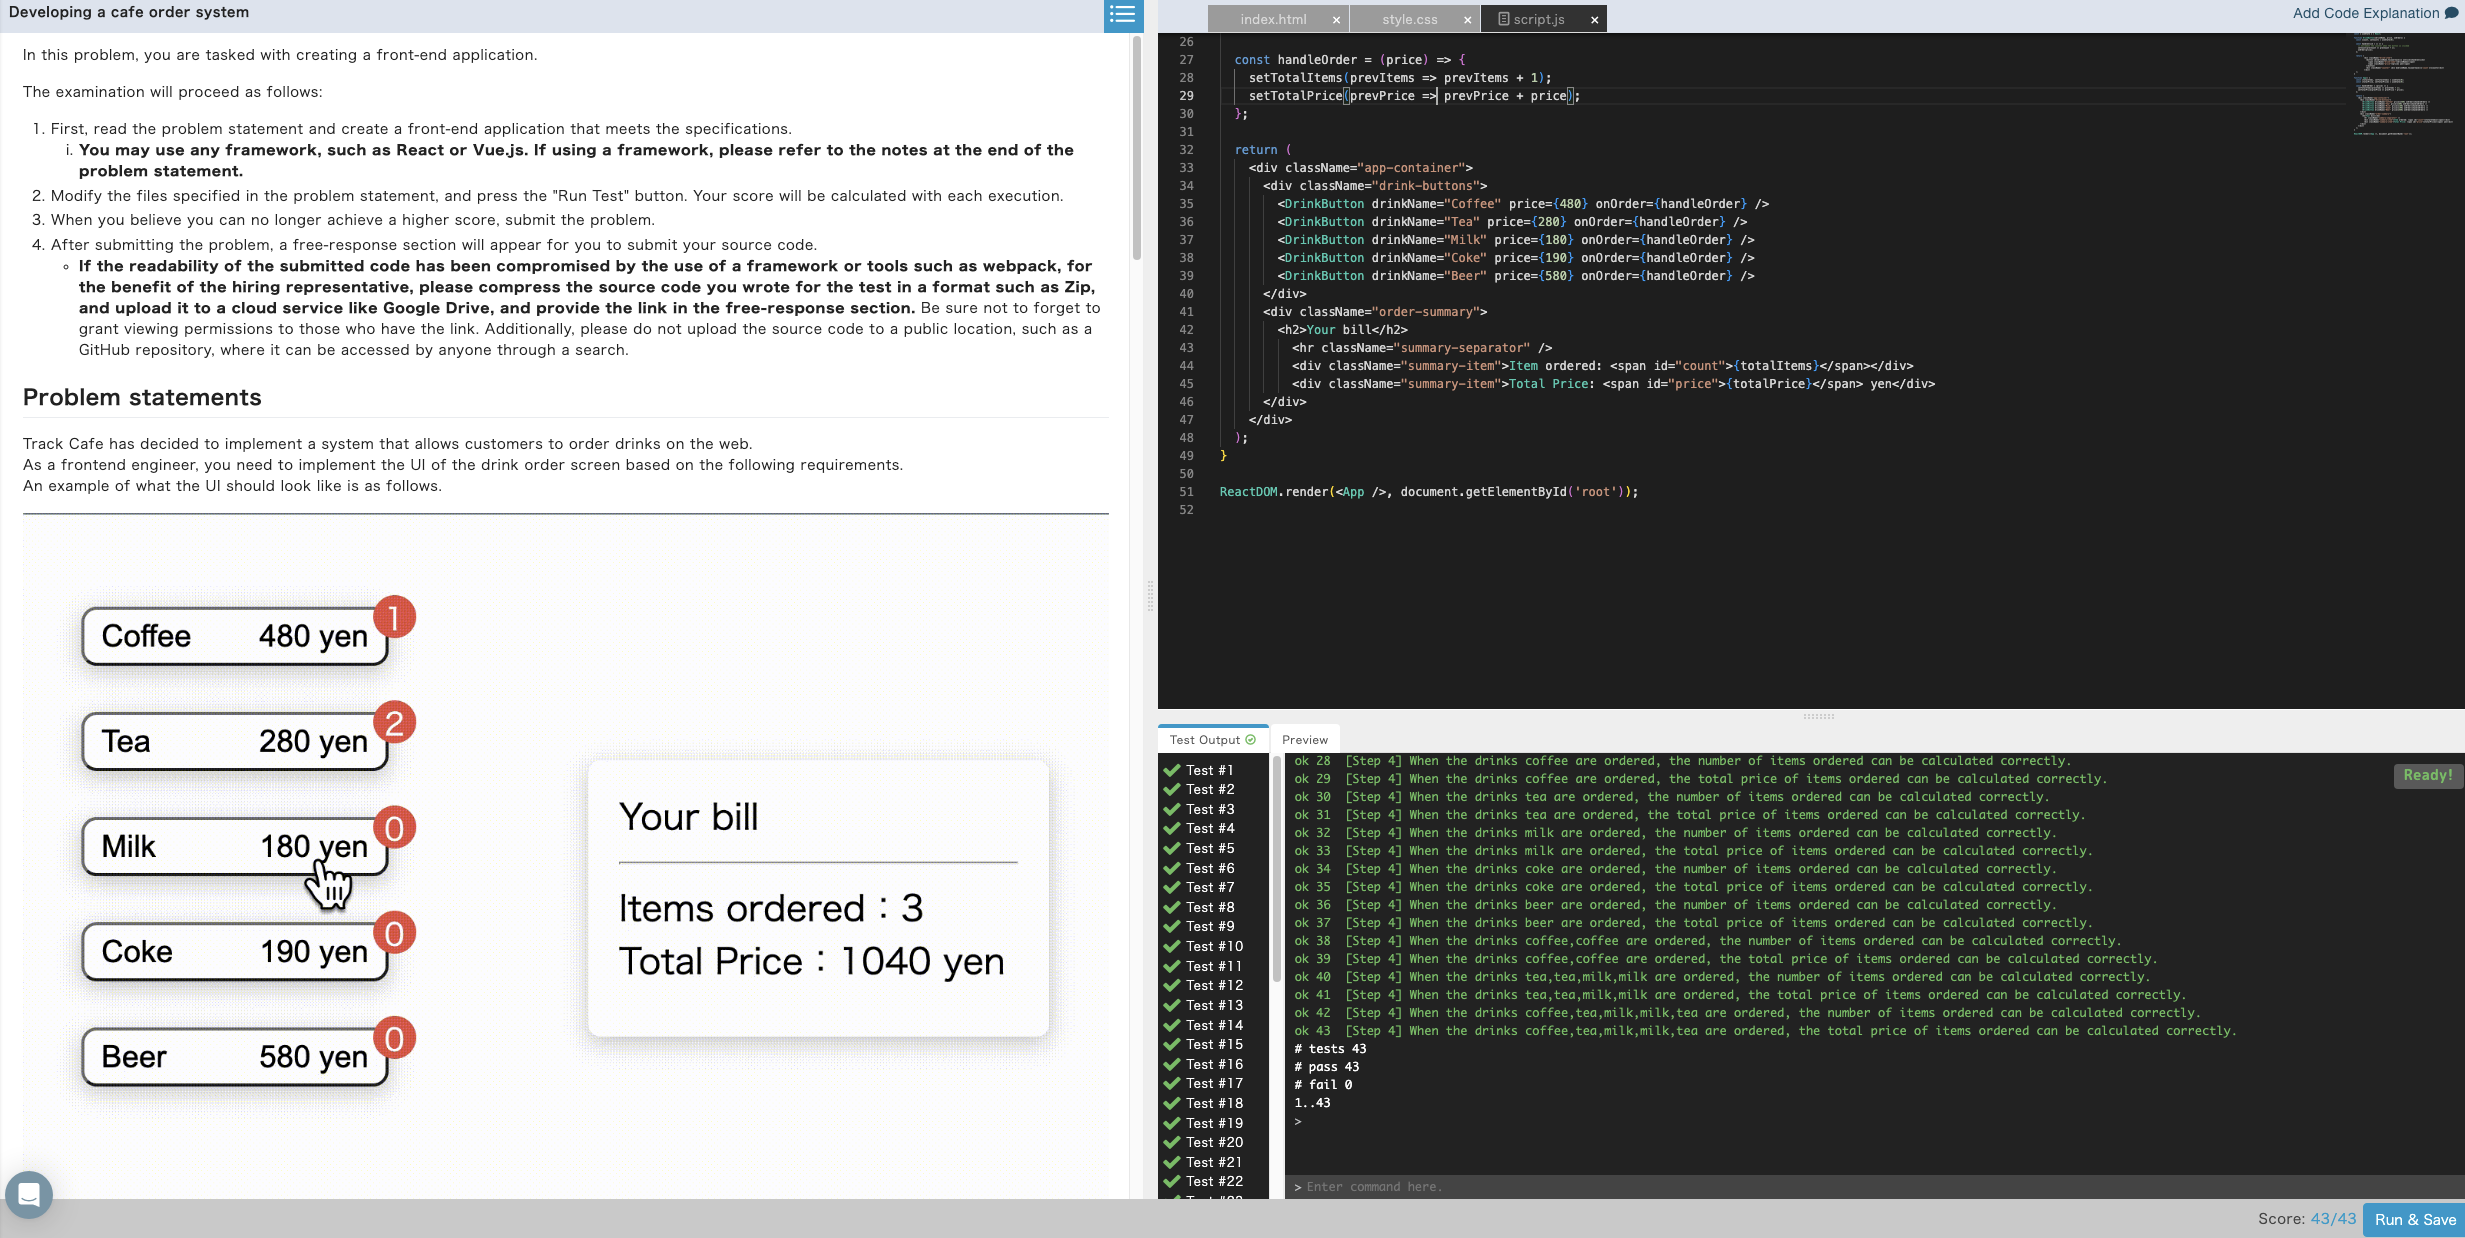 Developing a cafe order system
In this problem, you are tasked with creating a front-end application.
The examination will proceed as follows:
1. First, read the problem statement and create a front-end application that meets the specifications.
i. You may use any framework, such as React or Vue.js. If using a framework, please refer to the notes at the end of the
problem statement.
2. Modify the files specified in the problem statement, and press the "Run Test" button. Your score will be calculated with each execution.
3. When you believe you can no longer achieve a higher score, submit the problem.
4. After submitting the problem, a free-response section will appear for you to submit your source code.
If the readability of the submitted code has been compromised by the use of a framework or tools such as webpack, for
the benefit of the hiring representative, please compress the source code you wrote for the test in a format such as Zip,
and upload it to a cloud service like Google Drive, and provide the link in the free-response section. Be sure not to forget to
grant viewing permissions to those who have the link. Additionally, please do not upload the source code to a public location, such as a
GitHub repository, where it can be accessed by anyone through a search.
Problem statements
Track Cafe has decided to implement a system that allows customers to order drinks on the web.
As a frontend engineer, you need to implement the UI of the drink order screen based on the following requirements.
An example of what the UI should look like is as follows.
Coffee 480 yen 1
Tea 280 yen 2
Milk 180 yen 0
Coke 190 yen 0
Beer 580 yen 0
Your bill
Items ordered : 3
Total Price : 1040 yen
index.html × style.css × script.js ×
Add Code Explanation
26
27 const handleOrder = (price) => {
28 setTotalItems(prevItems => prevItems + 1);
29 setTotalPrice(prevPrice => prevPrice + price);
30 };
31
32 return (
33 <div className="app-container">
34 <div className="drink-buttons">
35 <DrinkButton drinkName="Coffee" price={480} onOrder={handleOrder} />
36 <DrinkButton drinkName="Tea" price={280} onOrder={handleOrder} />
37 <DrinkButton drinkName="Milk" price={180} onOrder={handleOrder} />
38 <DrinkButton drinkName="Coke" price={190} onOrder={handleOrder} />
39 <DrinkButton drinkName="Beer" price={580} onOrder={handleOrder} />
40 </div>
41 <div className="order-summary">
42 <h2>Your bill</h2>
43 <hr className="summary-separator" />
44 <div className="summary-item">Item ordered: <span id="count">{totalItems}</span></div>
45 <div className="summary-item">Total Price: <span id="price">{totalPrice}</span> yen</div>
46 </div>
47 </div>
48 );
49 }
50
51 ReactDOM.render(<App />, document.getElementById('root'));
52
Test Output Preview
Test #1
Test #2
Test #3
Test #4
Test #5
Test #6
Test #7
Test #8
Test #9
Test #10
Test #11
Test #12
Test #13
Test #14
Test #15
Test #16
Test #17
Test #18
Test #19
Test #20
Test #21
Test #22
ok 28 [Step 4] When the drinks coffee are ordered, the number of items ordered can be calculated correctly.
ok 29 [Step 4] When the drinks coffee are ordered, the total price of items ordered can be calculated correctly.
ok 30 [Step 4] When the drinks tea are ordered, the number of items ordered can be calculated correctly.
ok 31 [Step 4] When the drinks tea are ordered, the total price of items ordered can be calculated correctly.
ok 32 [Step 4] When the drinks milk are ordered, the number of items ordered can be calculated correctly.
ok 33 [Step 4] When the drinks milk are ordered, the total price of items ordered can be calculated correctly.
ok 34 [Step 4] When the drinks coke are ordered, the number of items ordered can be calculated correctly.
ok 35 [Step 4] When the drinks coke are ordered, the total price of items ordered can be calculated correctly.
ok 36 [Step 4] When the drinks beer are ordered, the number of items ordered can be calculated correctly.
ok 37 [Step 4] When the drinks beer are ordered, the total price of items ordered can be calculated correctly.
ok 38 [Step 4] When the drinks coffee,coffee are ordered, the number of items ordered can be calculated correctly.
ok 39 [Step 4] When the drinks coffee,coffee are ordered, the total price of items ordered can be calculated correctly.
ok 40 [Step 4] When the drinks tea,tea,milk,milk are ordered, the number of items ordered can be calculated correctly.
ok 41 [Step 4] When the drinks tea,tea,milk,milk are ordered, the total price of items ordered can be calculated correctly.
ok 42 [Step 4] When the drinks coffee,tea,milk,milk,tea are ordered, the number of items ordered can be calculated correctly.
ok 43 [Step 4] When the drinks coffee,tea,milk,milk,tea are ordered, the total price of items ordered can be calculated correctly.
# tests 43
# pass 43
# fail 0
1..43
>
Ready!
> Enter command here.
Score: 43/43 Run & Save